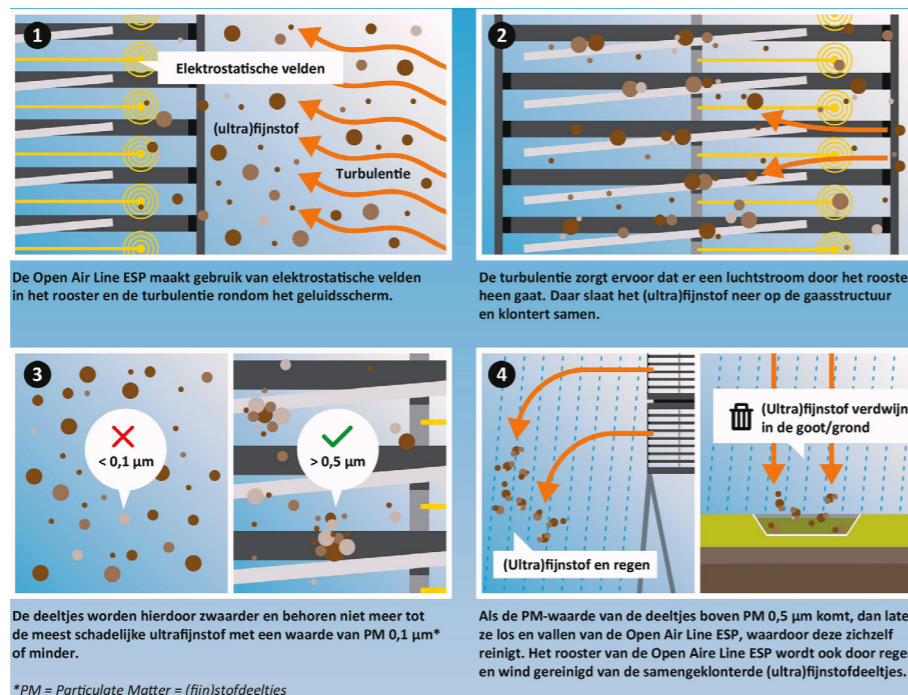 1
Elektrostatische velden
(ultra)fijnstof
Turbulentie
De Open Air Line ESP maakt gebruik van elektrostatische velden
in het rooster en de turbulentie rondom het geluidsscherm.
2
De turbulentie zorgt ervoor dat er een luchtstroom door het rooste
heen gaat. Daar slaat het (ultra)fijnstof neer op de gaasstructuur
en klontert samen.
3
< 0,1 µm
> 0,5 µm
De deeltjes worden hierdoor zwaarder en behoren niet meer tot
de meest schadelijke ultrafijnstof met een waarde van PM 0,1 µm*
of minder.
*PM = Particulate Matter = (fijn)stofdeeltjes
4
(Ultra)fijnstof en regen
(Ultra)fijnstof verdwijn
in de goot/grond
Als de PM-waarde van de deeltjes boven PM 0,5 µm komt, dan late
ze los en vallen van de Open Air Line ESP, waardoor deze zichzelf
reinigt. Het rooster van de Open Aire Line ESP wordt ook door rege
en wind gereinigd van de samengeklonterde (ultra)fijnstofdeeltjes.